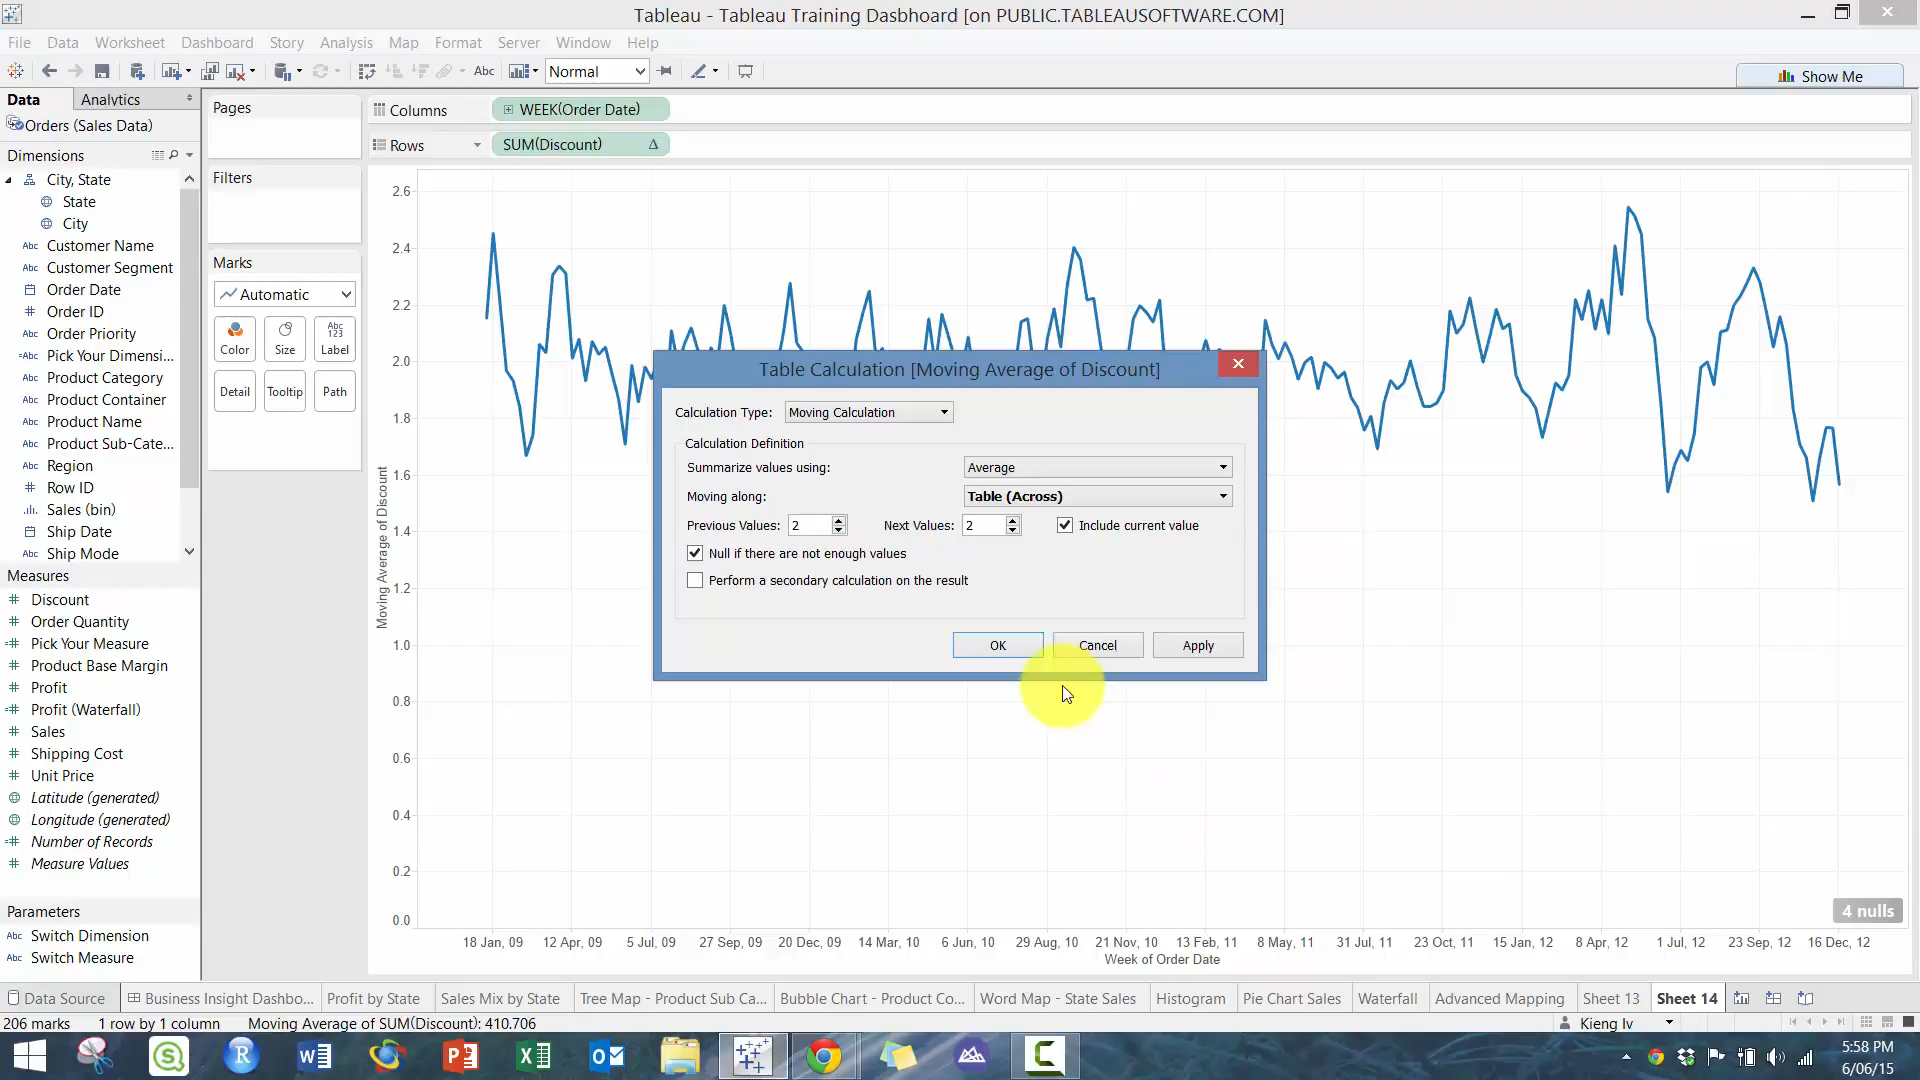 Tableau - Tableau Training Dasbhoard [on PUBLIC.TABLEAUSOFTWARE.COM]
File Data Worksheet Dashboard Story Analysis Map Format Server Window Help
Abc Normal
Show Me
Data Analytics
Orders (Sales Data)
Dimensions
City, State
State
City
Abc Customer Name
Abc Customer Segment
Order Date
Order ID
Abc Order Priority
=Abc Pick Your Dimensi...
Abc Product Category
Abc Product Container
Abc Product Name
Abc Product Sub-Cate...
Abc Region
Row ID
Sales (bin)
Ship Date
Abc Ship Mode
Measures
Discount
Order Quantity
Pick Your Measure
Product Base Margin
Profit
Profit (Waterfall)
Sales
Shipping Cost
Unit Price
Latitude (generated)
Longitude (generated)
Number of Records
Measure Values
Parameters
Abc Switch Dimension
Abc Switch Measure
Pages
Filters
Marks
Automatic
Abc
123
Color Size Label
Detail Tooltip Path
Columns WEEK(Order Date)
Rows SUM(Discount) Δ
2.6
2.4
2.2
2.0
1.8
1.6
1.4
1.2
1.0
0.8
0.6
0.4
0.2
0.0
Moving Average of Discount
Table Calculation [Moving Average of Discount]
Calculation Type: Moving Calculation
Calculation Definition
Summarize values using: Average
Moving along: Table (Across)
Previous Values: 2 Next Values: 2 Include current value
Null if there are not enough values
Perform a secondary calculation on the result
OK Cancel Apply
4 nulls
18 Jan, 09 12 Apr, 09 5 Jul, 09 27 Sep, 09 20 Dec, 09 14 Mar, 10 6 Jun, 10 29 Aug, 10 21 Nov, 10 13 Feb, 11 8 May, 11 31 Jul, 11 23 Oct, 11 15 Jan, 12 8 Apr, 12 1 Jul, 12 23 Sep, 12 16 Dec, 12
Week of Order Date
Data Source Business Insight Dashbo... Profit by State Sales Mix by State Tree Map - Product Sub Ca... Bubble Chart - Product Co... Word Map - State Sales Histogram Pie Chart Sales Waterfall Advanced Mapping Sheet 13 Sheet 14
206 marks 1 row by 1 column Moving Average of SUM(Discount): 410.706 Kieng Iv
5:58 PM
6/06/15